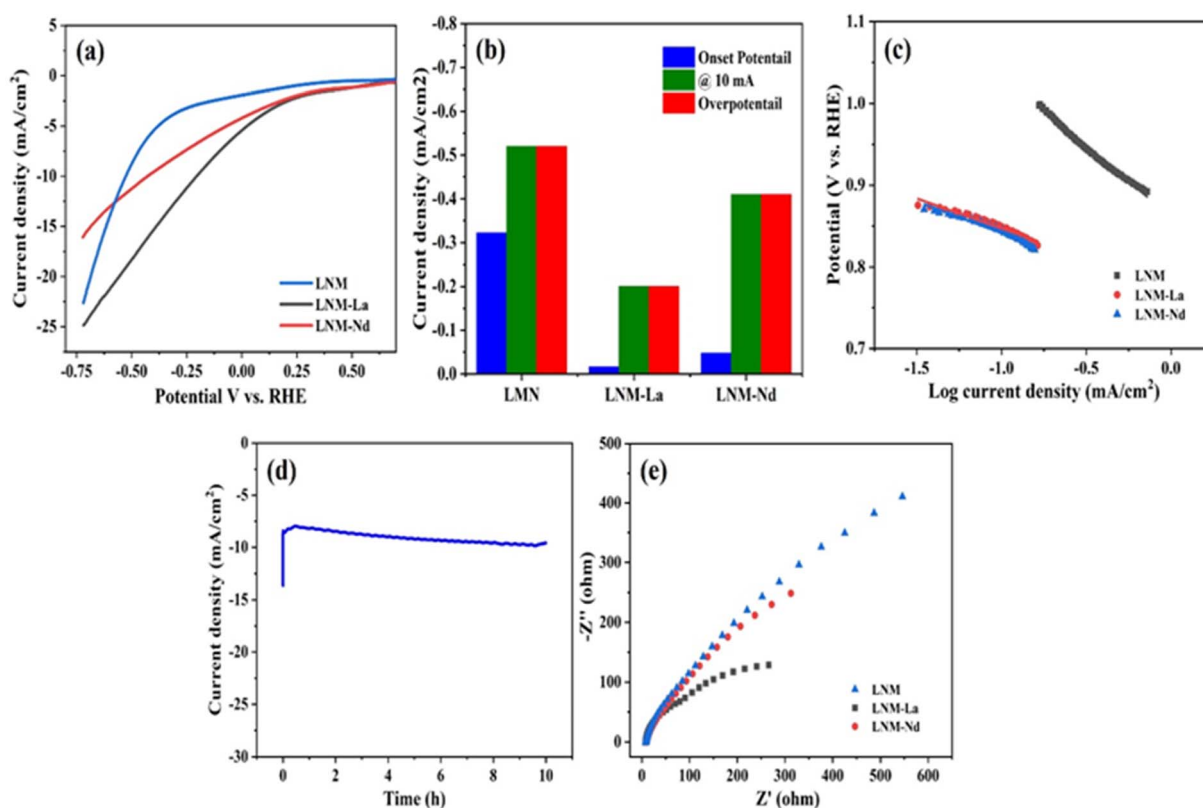 (a)
5
0
-5
-10
-15
-20
-25
Current density (mA/cm²)
LNM
LNM-La
LNM-Nd
-0.75 -0.50 -0.25 0.00 0.25 0.50
Potential V vs. RHE
(b)
-0.8
-0.7
-0.6
-0.5
-0.4
-0.3
-0.2
-0.1
0.0
Current density (mA/cm2)
Onset Potentail
@ 10 mA
Overpotentail
LMN LNM-La LNM-Nd
(c)
1.1
1.0
0.9
0.8
0.7
Potential (V vs. RHE)
LNM
LNM-La
LNM-Nd
-1.5 -1.0 -0.5 0.0
Log current density (mA/cm²)
(d)
0
-5
-10
-15
-20
-25
-30
Current density (mA/cm²)
0 2 4 6 8 10
Time (h)
(e)
500
400
300
200
100
0
-Z'' (ohm)
LNM
LNM-La
LNM-Nd
0 100 200 300 400 500 600
Z' (ohm)